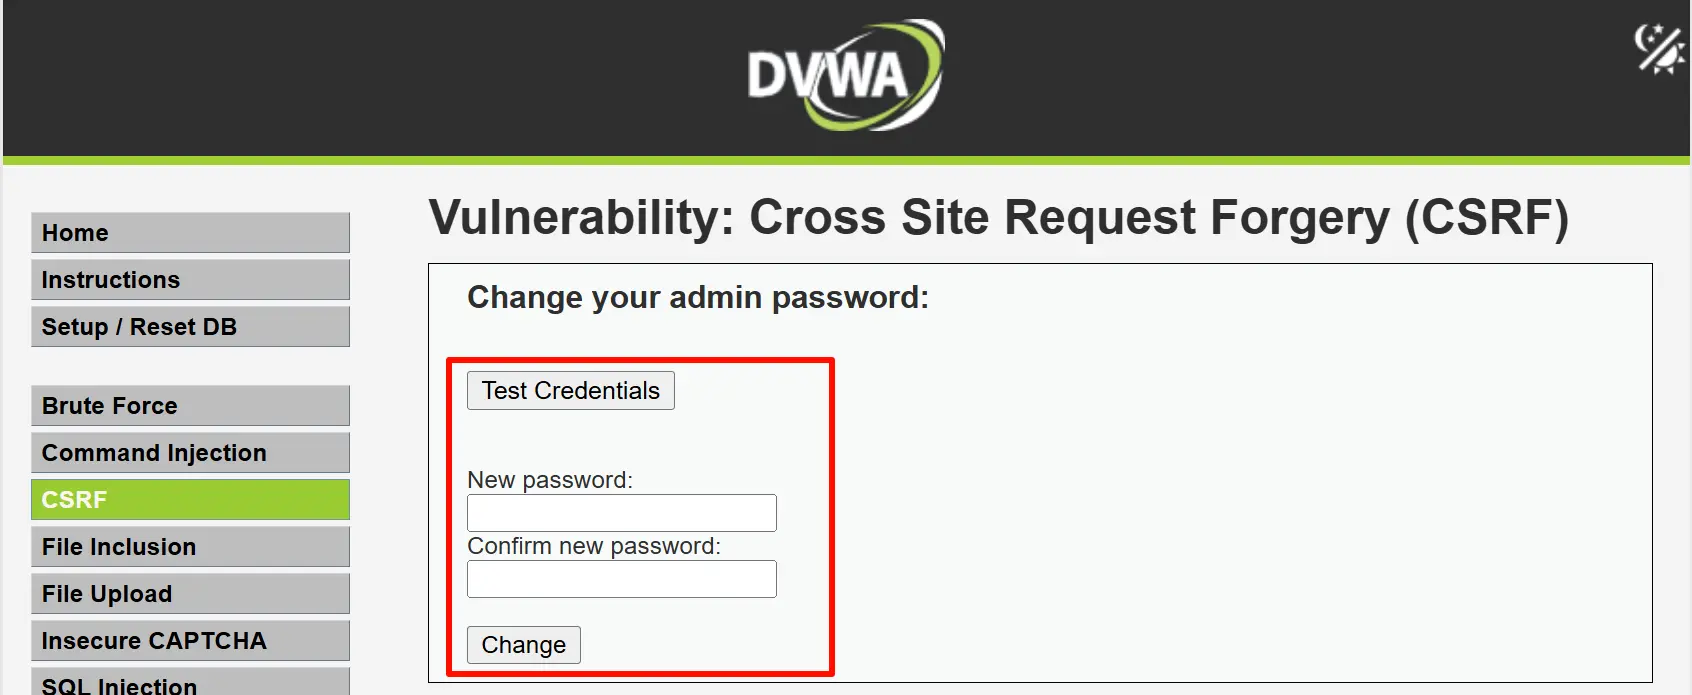 DVWA
Home
Instructions
Setup / Reset DB
Brute Force
Command Injection
CSRF
File Inclusion
File Upload
Insecure CAPTCHA
SQL Injection
Vulnerability: Cross Site Request Forgery (CSRF)
Change your admin password:
Test Credentials
New password:
Confirm new password:
Change